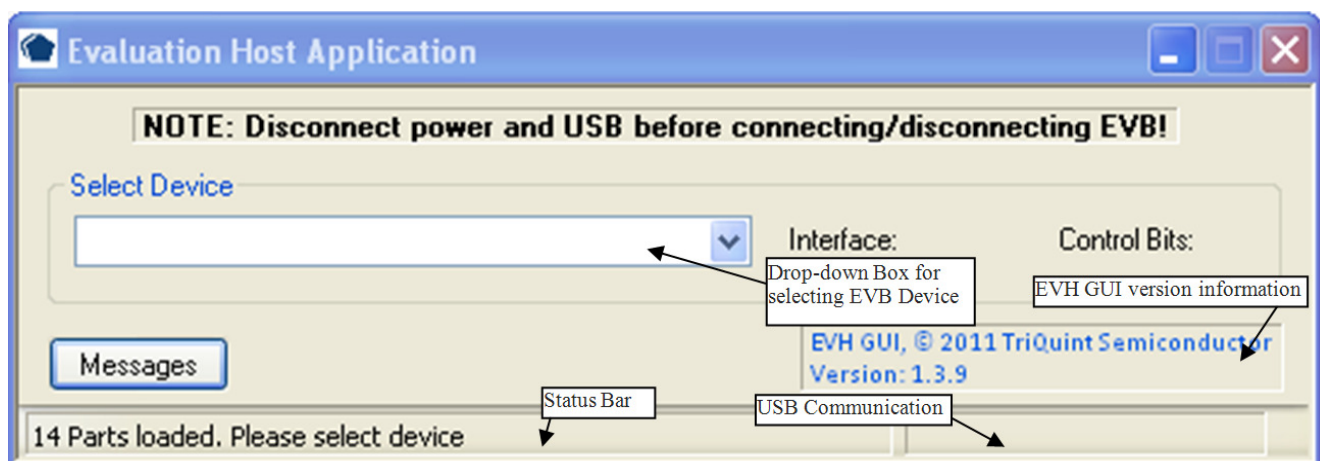 Evaluation Host Application
NOTE: Disconnect power and USB before connecting/disconnecting EVB!
Select Device
Interface:
Control Bits:
Drop-down Box for
selecting EVB Device
EVH GUI version information
Messages
EVH GUI, © 2011 TriQuint Semiconductor
Version: 1.3.9
Status Bar
USB Communication
14 Parts loaded. Please select device